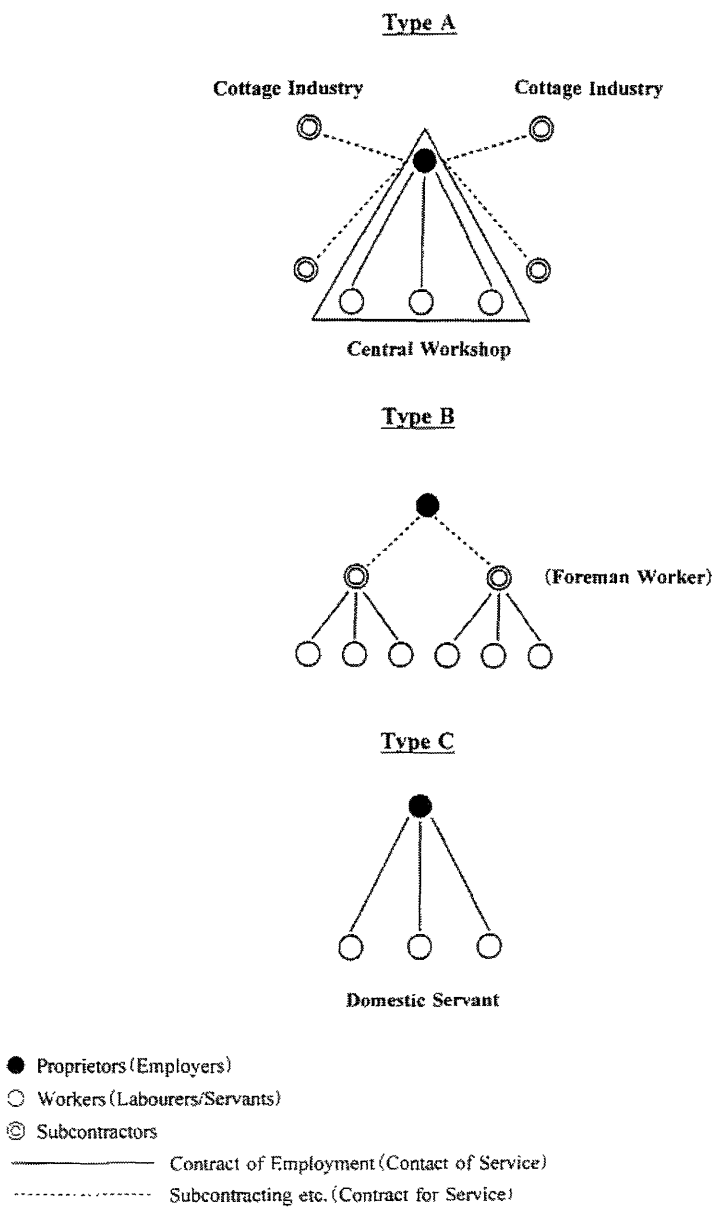 Type A
Cottage Industry Cottage Industry
Central Workshop
Type B
(Foreman Worker)
Type C
Domestic Servant
Proprietors(Employers)
Workers(Labourers/Servants)
Subcontractors
Contract of Employment(Contact of Service)
Subcontracting etc.(Contract for Service)